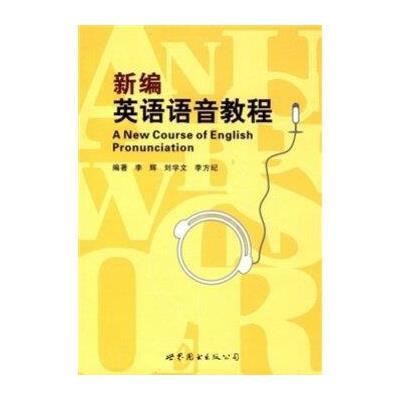 新编
英语语音教程
A New Course of English
Pronunciation
编著 李 辉 刘学文 李方纪
世界图书出版公司